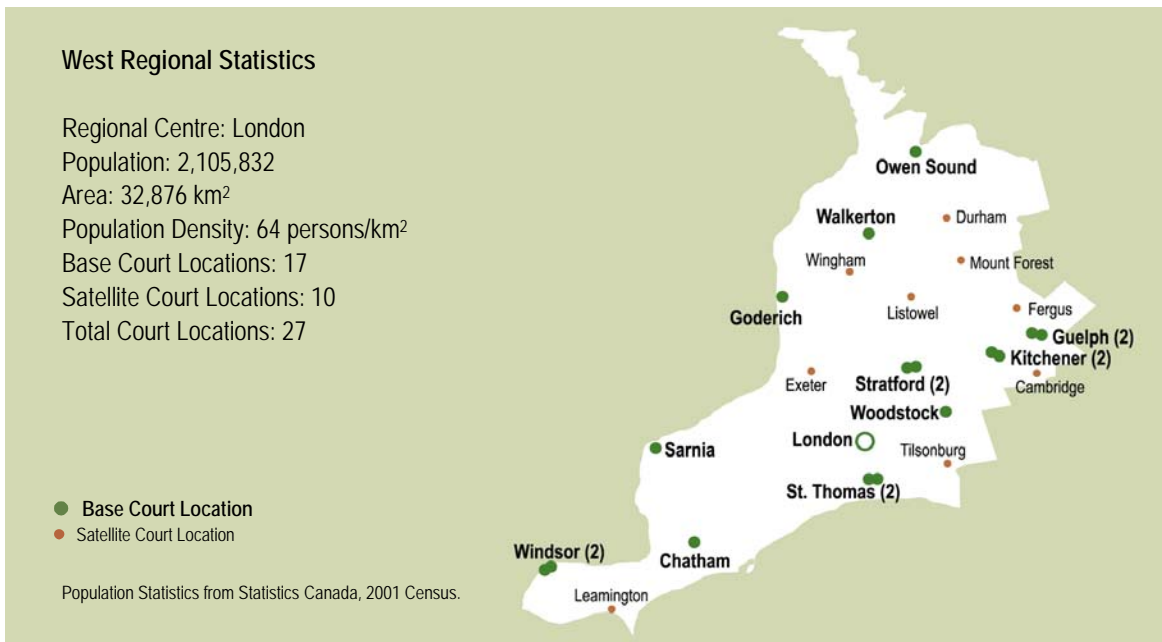 West Regional Statistics
Regional Centre: London
Population: 2,105,832
Area: 32,876 km²
Population Density: 64 persons/km²
Base Court Locations: 17
Satellite Court Locations: 10
Total Court Locations: 27
Base Court Location
Satellite Court Location
Population Statistics from Statistics Canada, 2001 Census.
Owen Sound
Walkerton
Durham
Wingham
Mount Forest
Goderich
Listowel
Fergus
Guelph (2)
Kitchener (2)
Exeter
Stratford (2)
Cambridge
Woodstock
London
Sarnia
Tilsonburg
St. Thomas (2)
Windsor (2)
Chatham
Leamington